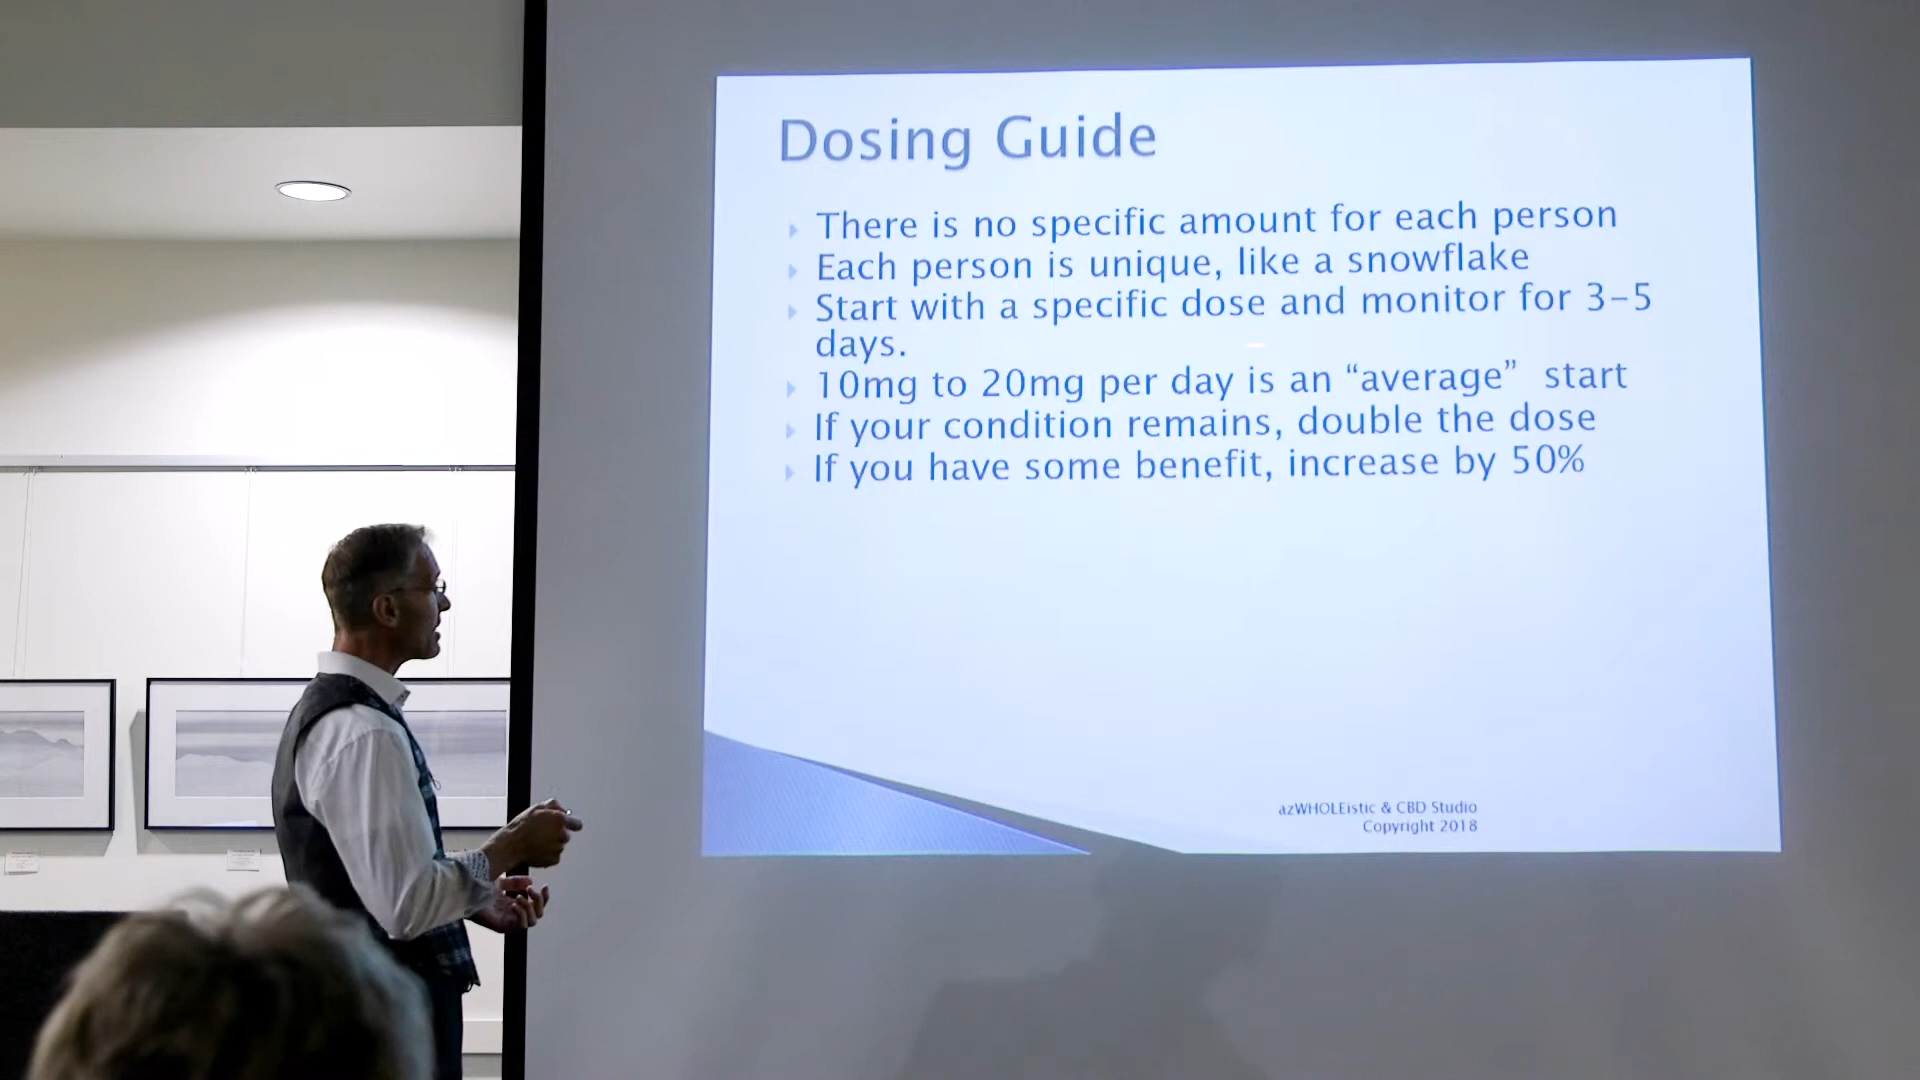 Dosing Guide
There is no specific amount for each person
Each person is unique, like a snowflake
Start with a specific dose and monitor for 3-5
days.
10mg to 20mg per day is an “average” start
If your condition remains, double the dose
If you have some benefit, increase by 50%
azWHOLEistic & CBD Studio
Copyright 2018